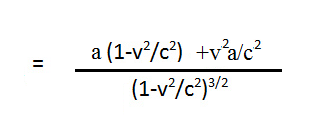 = a (1-v²/c²) +v²a/c²
(1-v²/c²)³/²